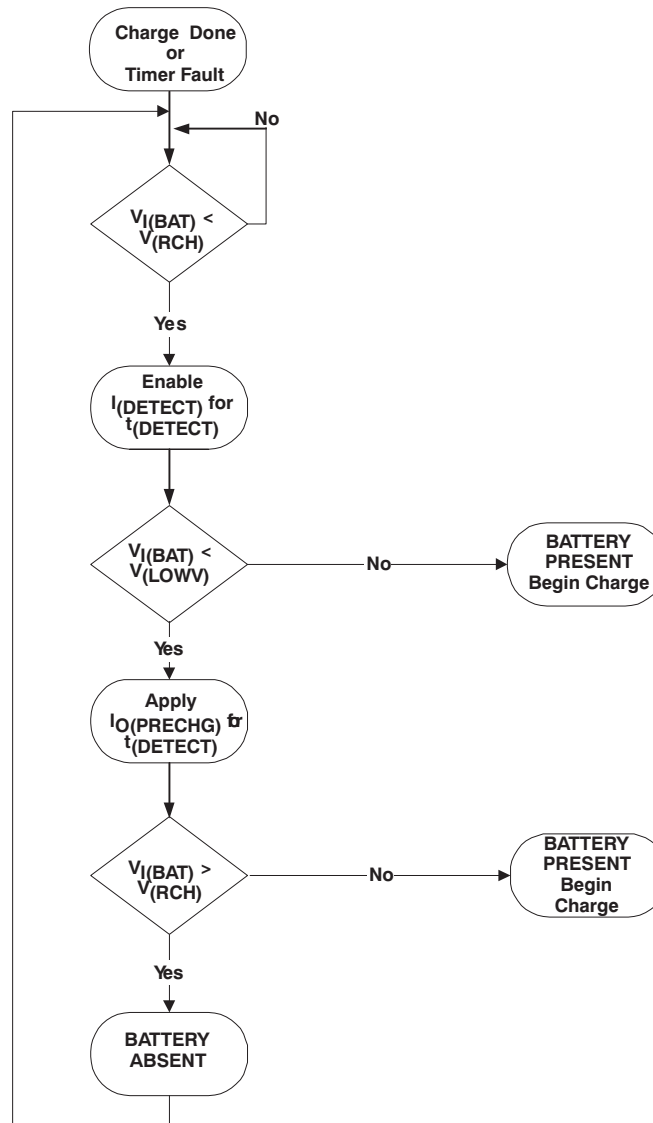 Charge Done
or
Timer Fault
No
VI(BAT) <
V(RCH)
Yes
Enable
I(DETECT) for
t(DETECT)
VI(BAT) <
V(LOWV)
No
BATTERY
PRESENT
Begin Charge
Yes
Apply
IO(PRECHG) for
t(DETECT)
VI(BAT) >
V(RCH)
No
BATTERY
PRESENT
Begin
Charge
Yes
BATTERY
ABSENT